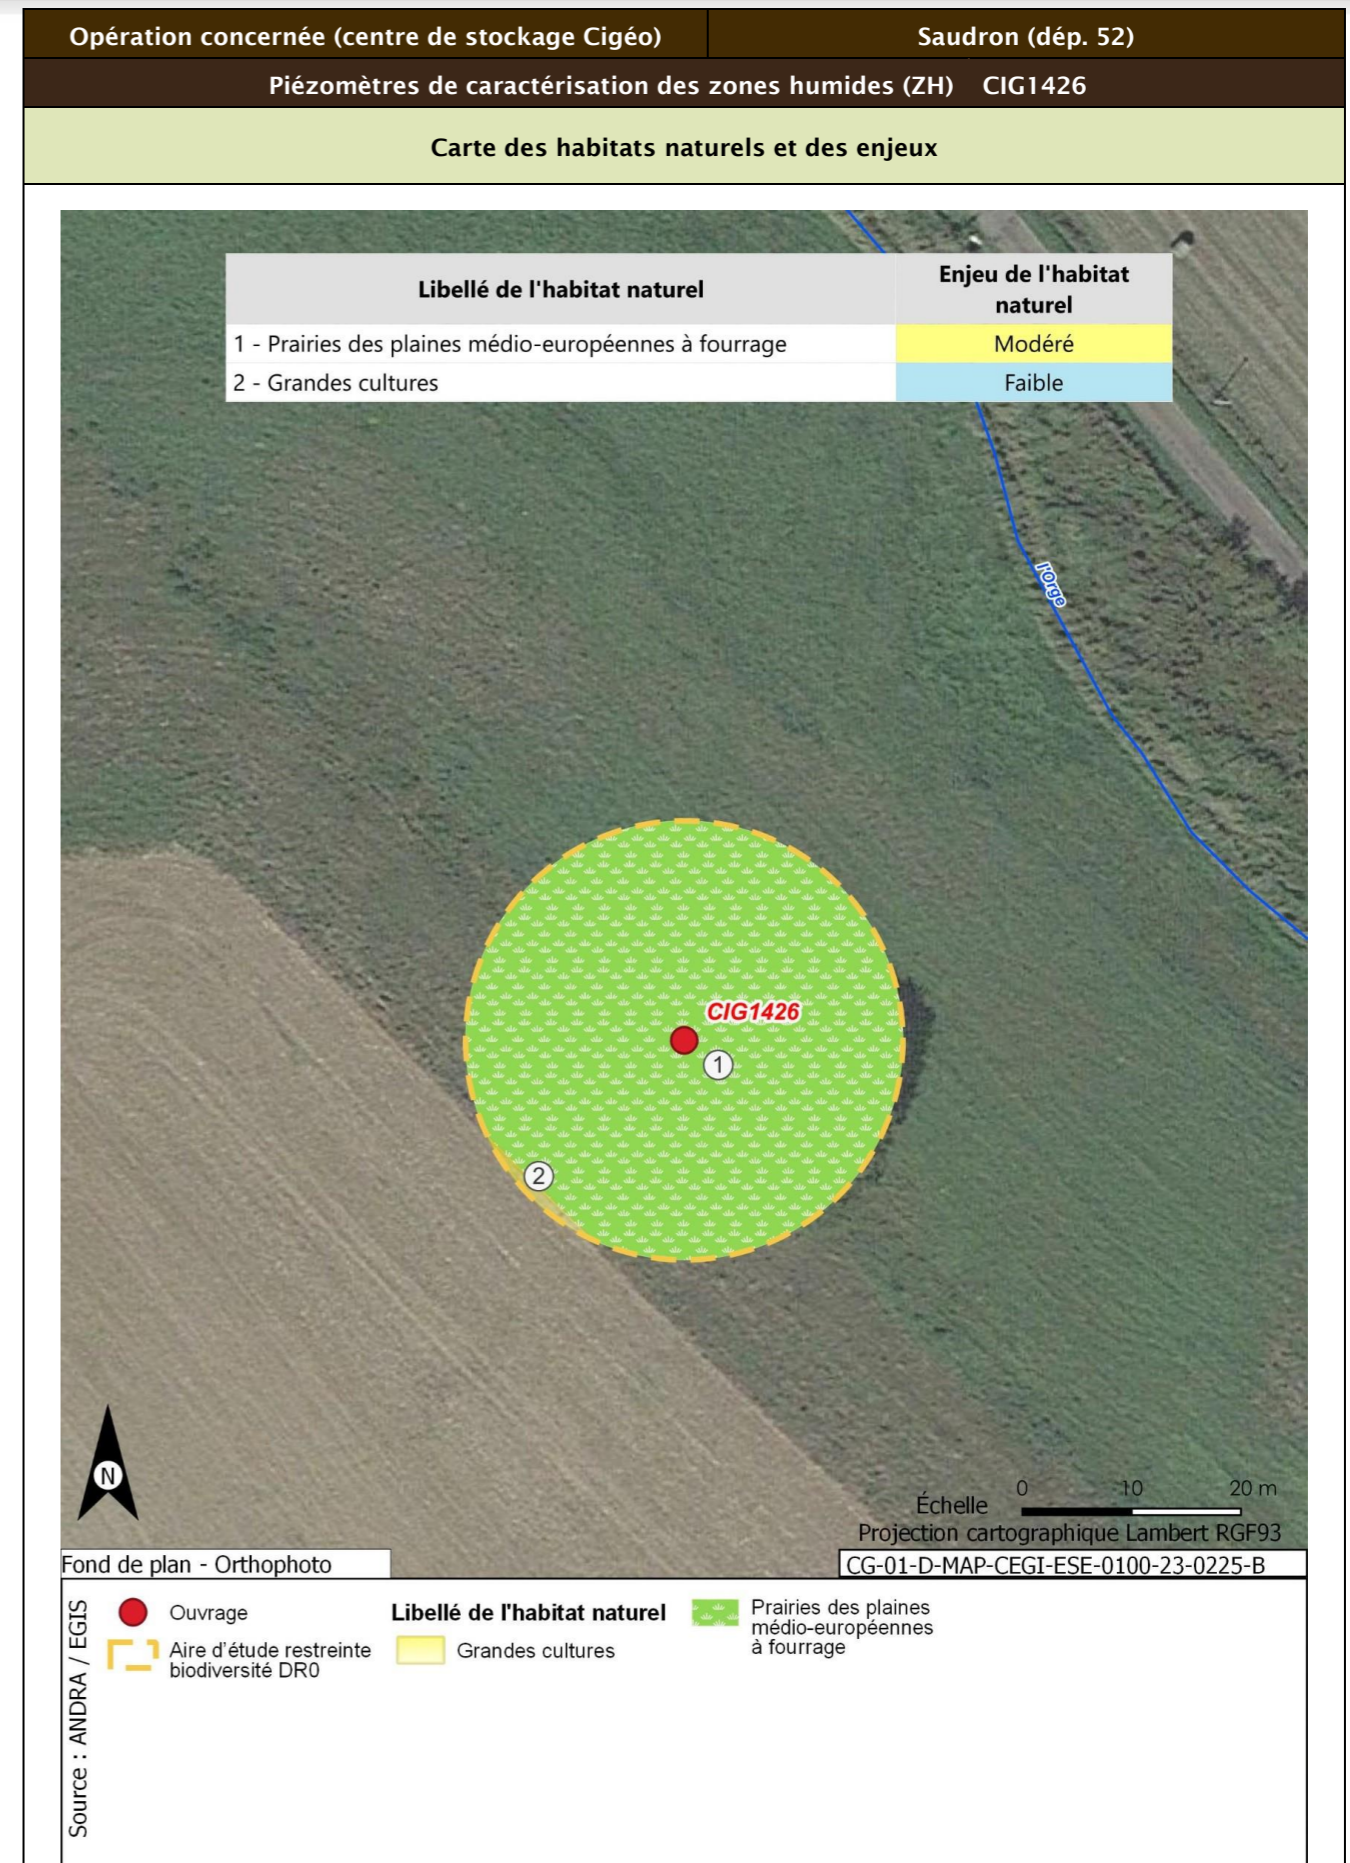 Opération concernée (centre de stockage Cigéo) Saudron (dép. 52)
Piézomètres de caractérisation des zones humides (ZH) CIG1426
Carte des habitats naturels et des enjeux
Libellé de l'habitat naturel
Enjeu de l'habitat
naturel
1 - Prairies des plaines médio-européennes à fourrage Modéré
2 - Grandes cultures Faible
l'Orge
CIG1426
1
2
N
0 10 20 m
Échelle
Projection cartographique Lambert RGF93
Fond de plan - Orthophoto
CG-01-D-MAP-CEGI-ESE-0100-23-0225-B
Source : ANDRA / EGIS
Ouvrage
Aire d'étude restreinte
biodiversité DR0
Libellé de l'habitat naturel
Grandes cultures
Prairies des plaines
médio-européennes
à fourrage